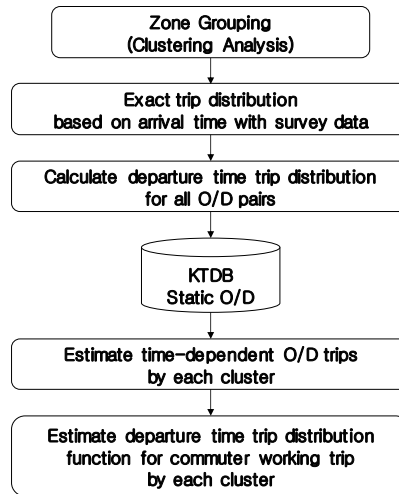 Zone Grouping
(Clustering Analysis)
Exact trip distribution
based on arrival time with survey data
Calculate departure time trip distribution
for all O/D pairs
KTDB
Static O/D
Estimate time-dependent O/D trips
by each cluster
Estimate departure time trip distribution
function for commuter working trip
by each cluster